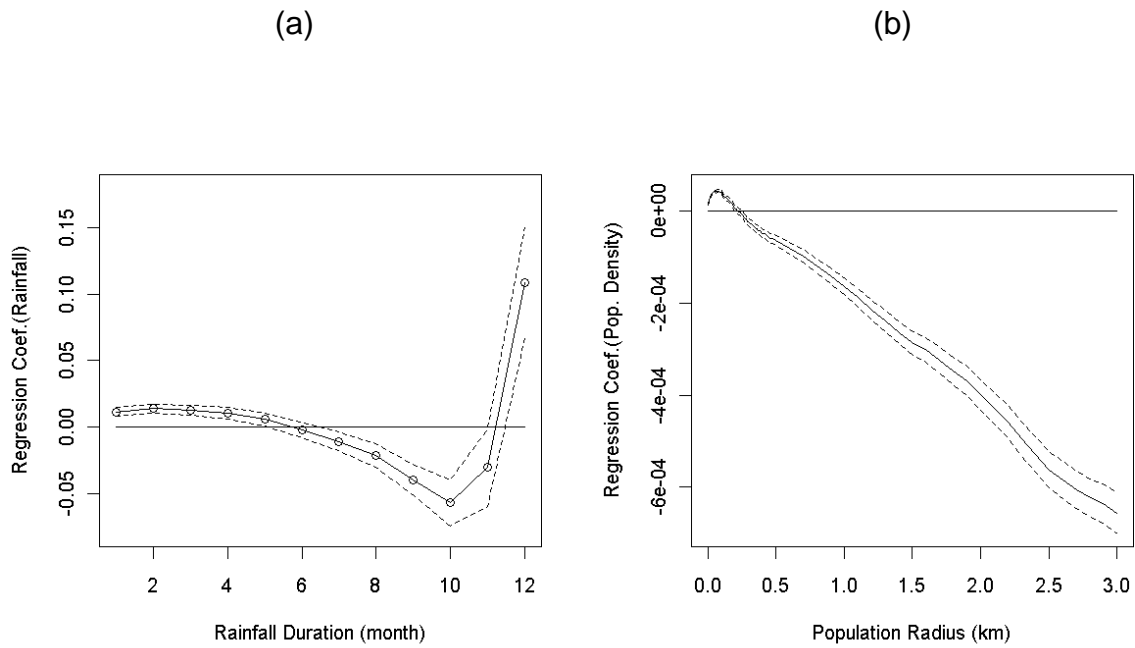 (a)
(b)
Regression Coef.(Rainfall)
0.15
0.10
0.05
0.00
-0.05
2 4 6 8 10 12
Rainfall Duration (month)
Regression Coef.(Pop. Density)
0e+00
-2e-04
-4e-04
-6e-04
0.0 0.5 1.0 1.5 2.0 2.5 3.0
Population Radius (km)